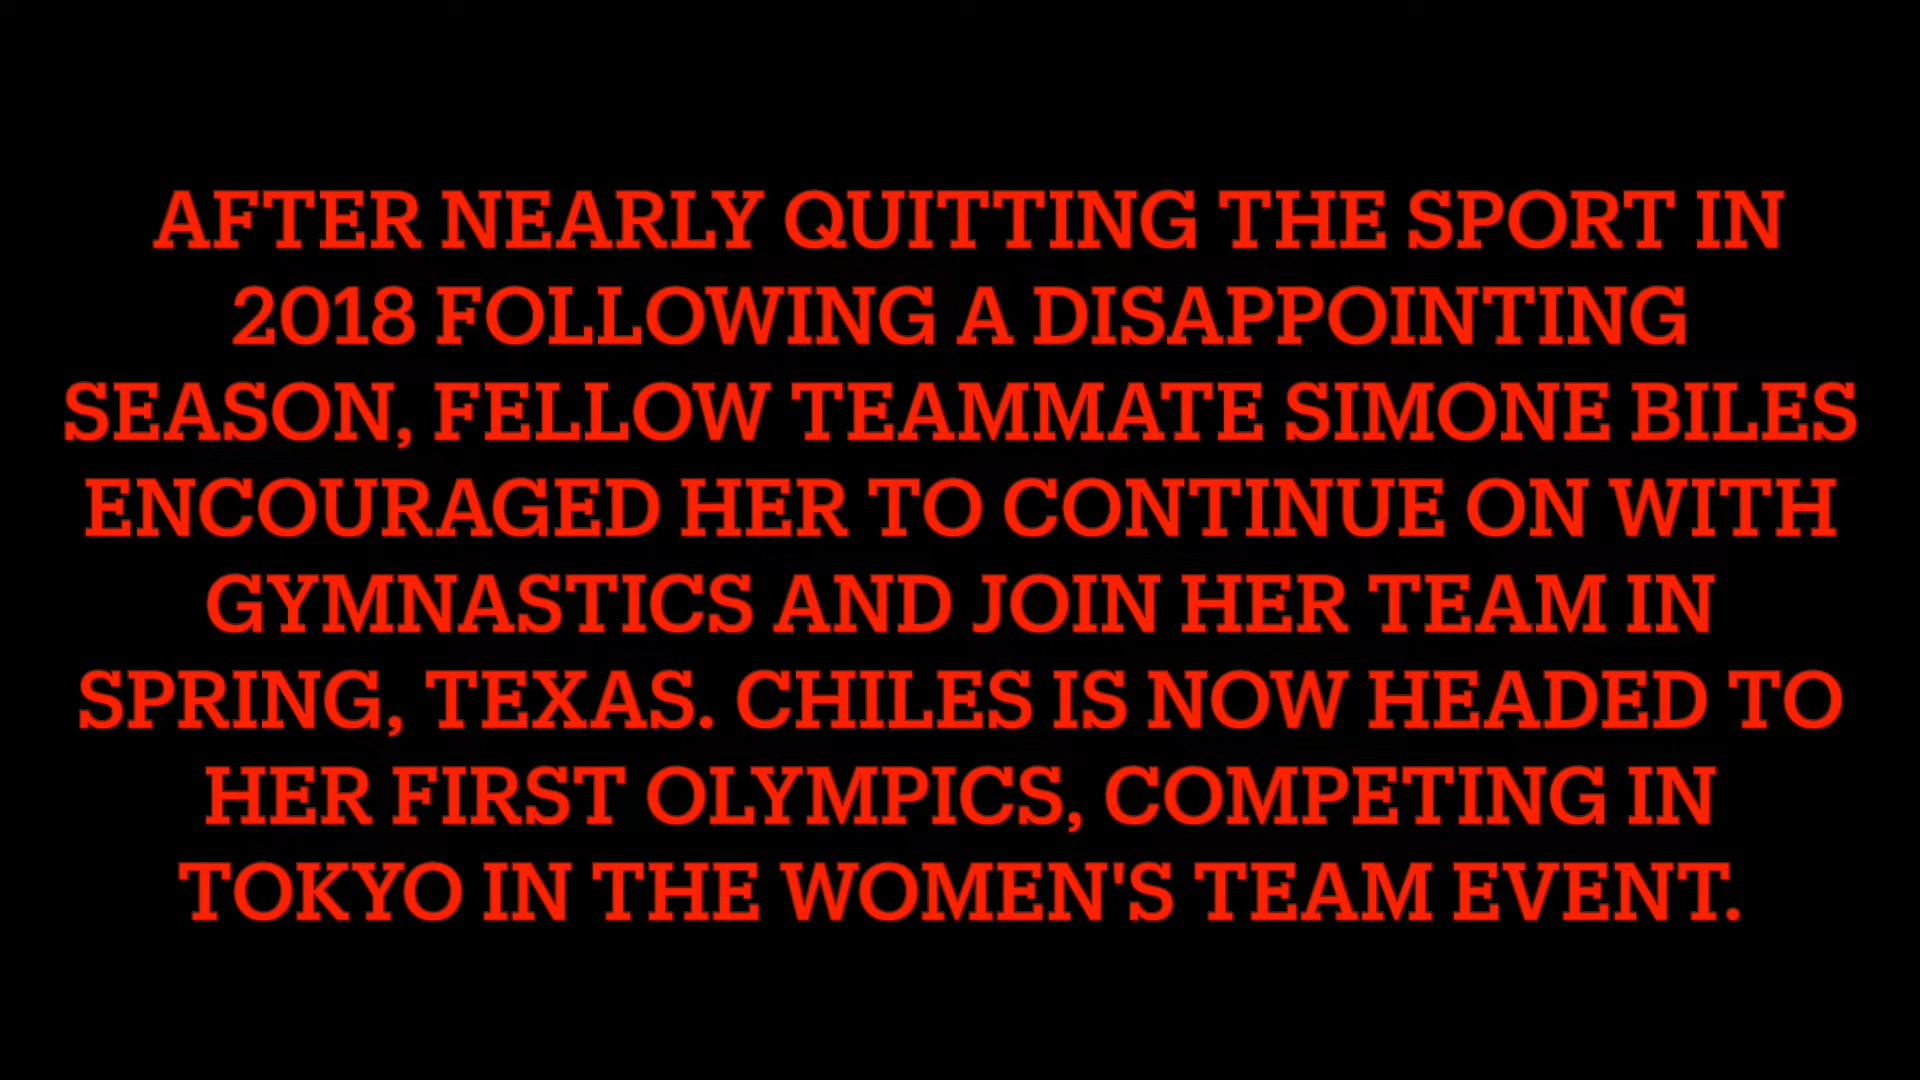 AFTER NEARLY QUITTING THE SPORT IN
2018 FOLLOWING A DISAPPOINTING
SEASON, FELLOW TEAMMATE SIMONE BILES
ENCOURAGED HER TO CONTINUE ON WITH
GYMNASTICS AND JOIN HER TEAM IN
SPRING, TEXAS. CHILES IS NOW HEADED TO
HER FIRST OLYMPICS, COMPETING IN
TOKYO IN THE WOMEN'S TEAM EVENT.